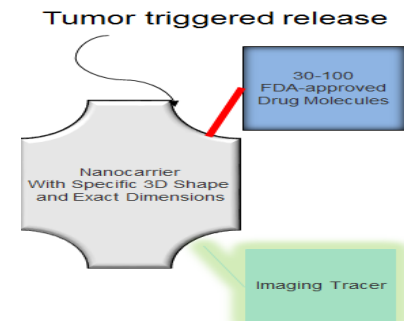 Tumor triggered release
30-100
FDA-approved
Drug Molecules
Nanocarrier
With Specific 3D Shape
and Exact Dimensions
Imaging Tracer